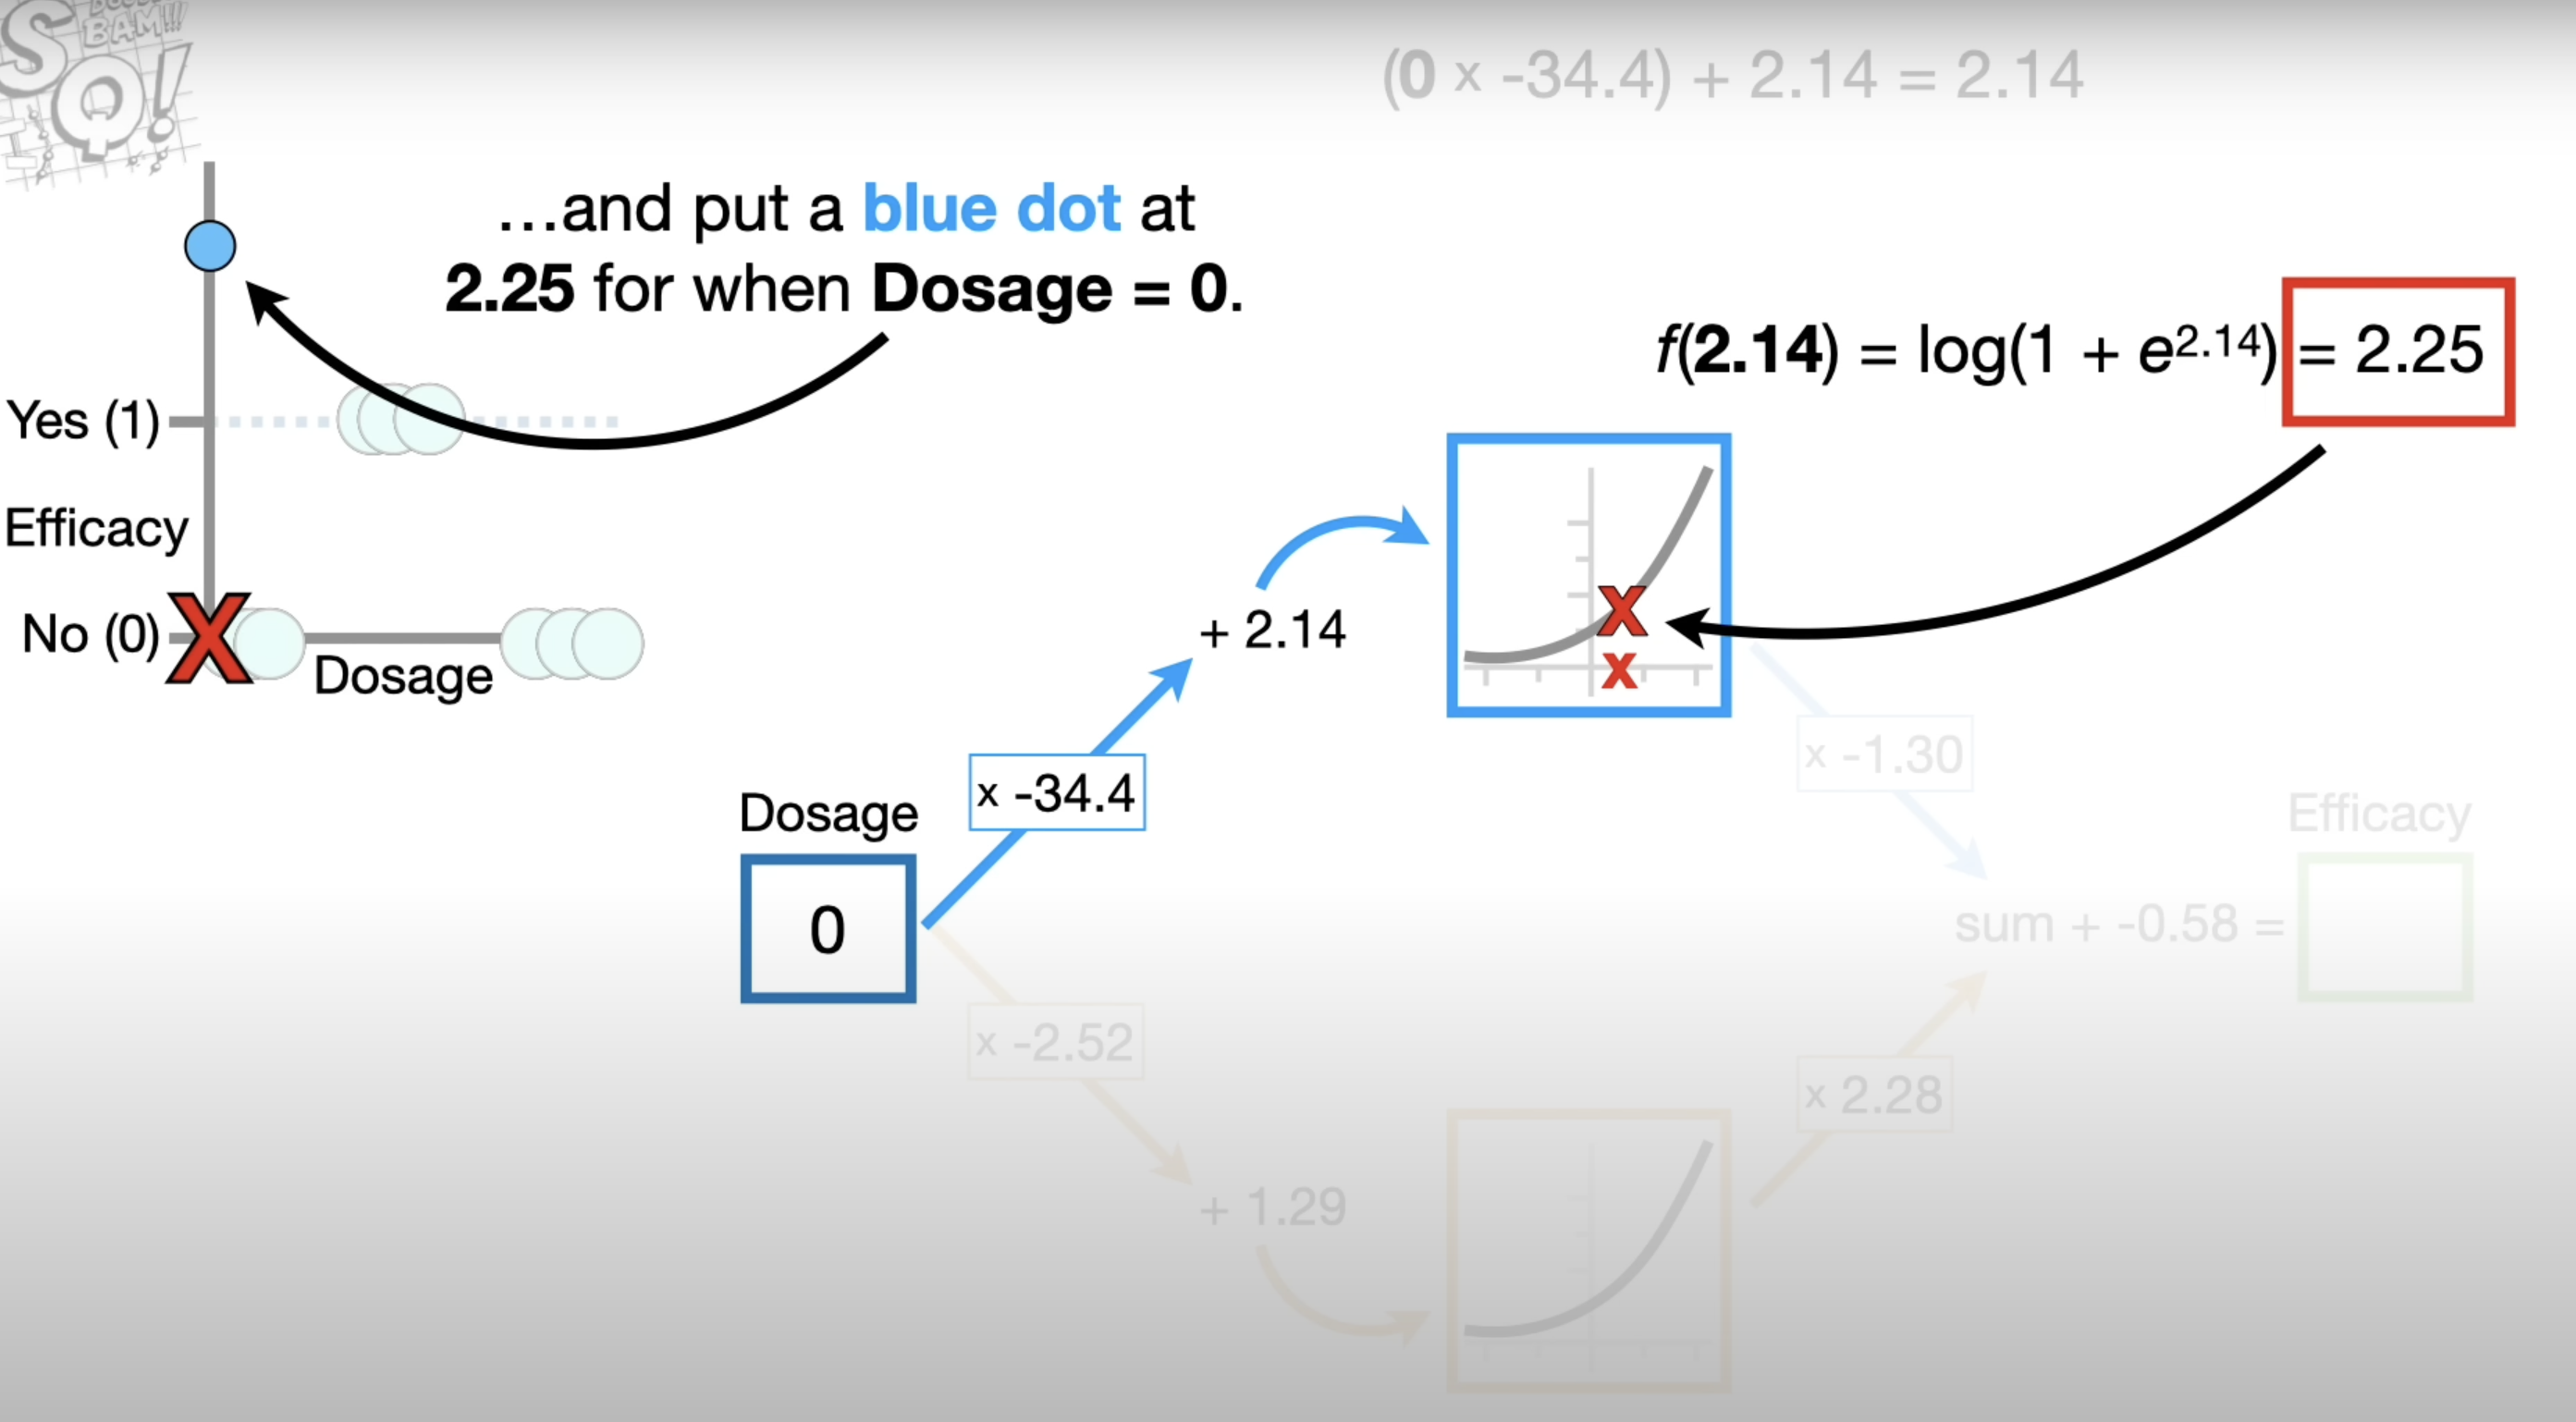 BAM!!!
SQ!
(0 x -34.4) + 2.14 = 2.14
...and put a blue dot at
2.25 for when Dosage = 0.
f(2.14) = log(1 + e^2.14) = 2.25
Yes (1)
Efficacy
No (0)
Dosage
+ 2.14
x -34.4
x -1.30
Dosage
Efficacy
0
sum + -0.58 =
x -2.52
x 2.28
+ 1.29